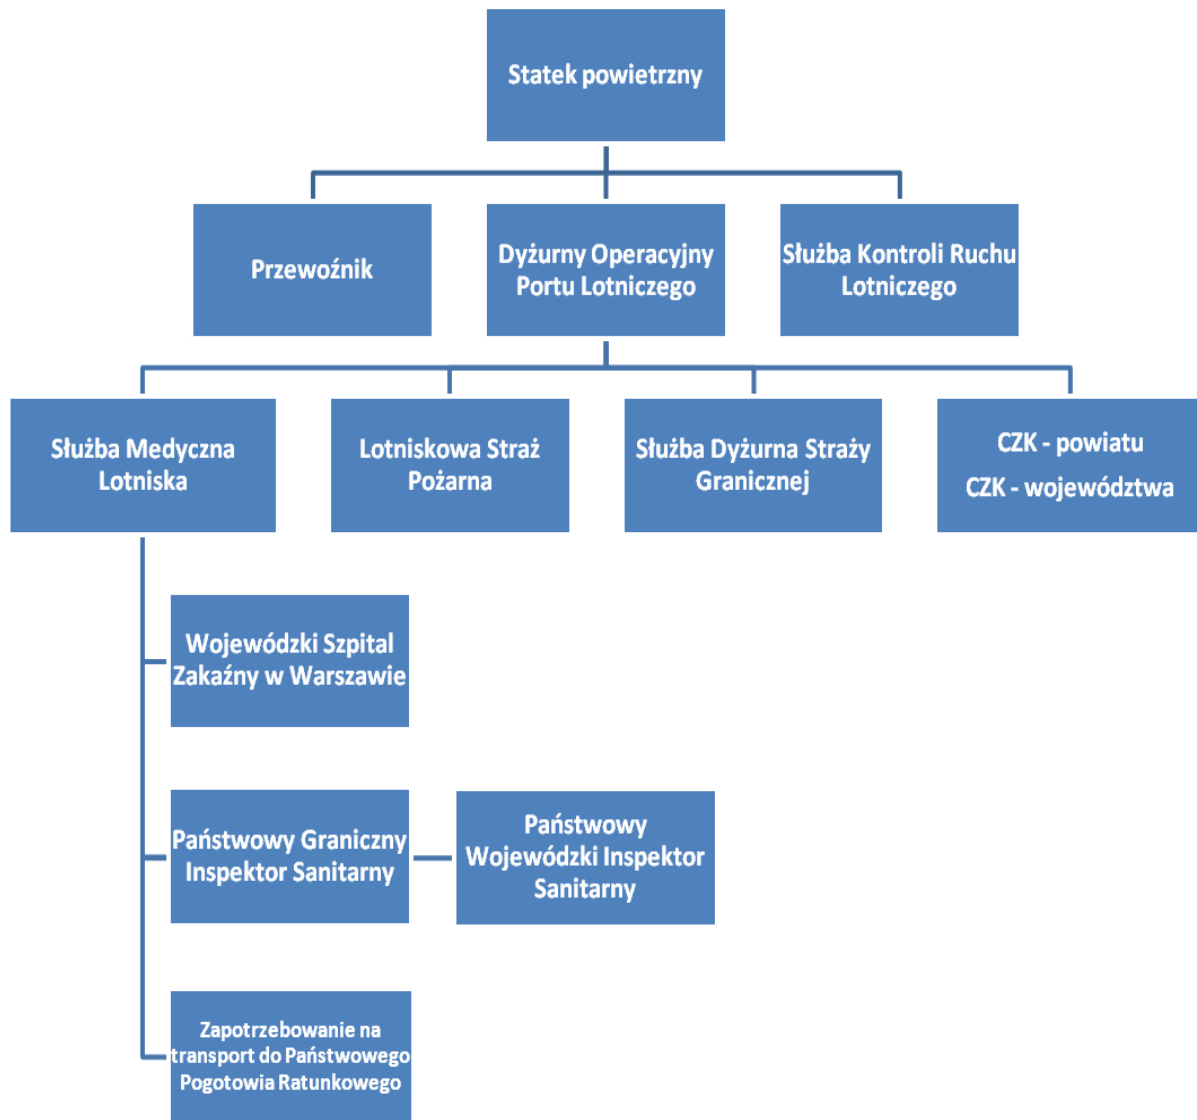 Statek powietrzny
Przewoźnik
Dyżurny Operacyjny
Portu Lotniczego
Służba Kontroli Ruchu
Lotniczego
Służba Medyczna
Lotniska
Lotniskowa Straż
Pożarna
Służba Dyżurna Straży
Granicznej
CZK - powiatu
CZK - województwa
Wojewódzki Szpital
Zakaźny w Warszawie
Państwowy Graniczny
Inspektor Sanitarny
Państwowy
Wojewódzki Inspektor
Sanitarny
Zapotrzebowanie na
transport do Państwowego
Pogotowia Ratunkowego